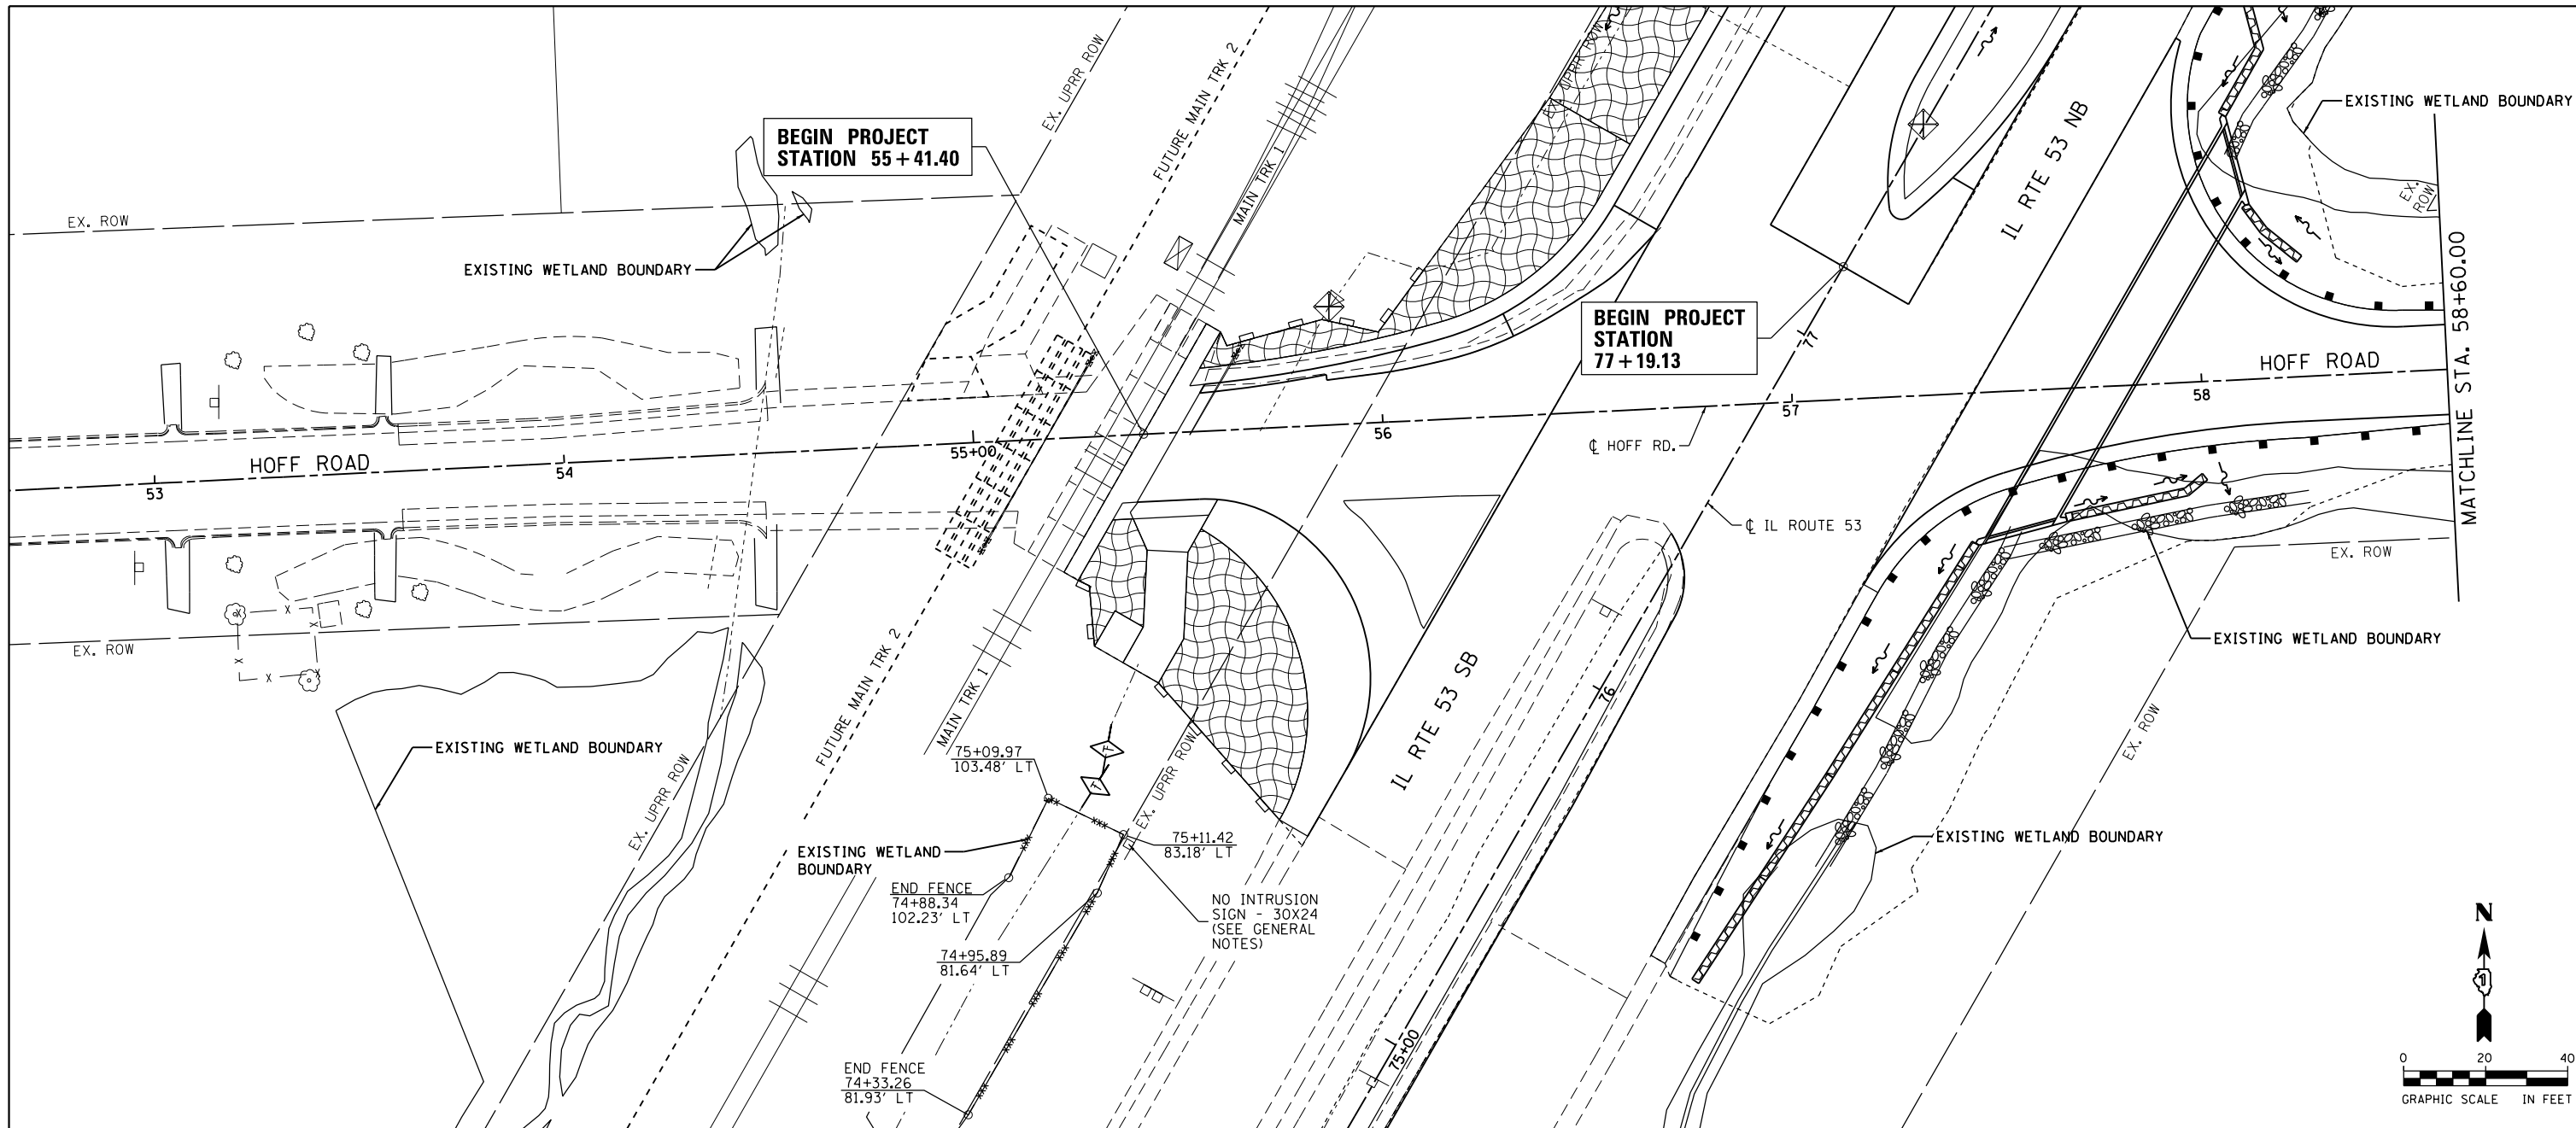 EX. UPRR ROW
FUTURE MAIN TRK 2
MAIN TRK 1
EX. UPRR ROW
IL RTE 53 NB
EXISTING WETLAND BOUNDARY
BEGIN PROJECT
STATION 55+41.40
EX. ROW
EXISTING WETLAND BOUNDARY
EX.
ROW
BEGIN PROJECT
STATION
77+19.13
77
HOFF ROAD
MATCHLINE STA. 58+60.00
53
HOFF ROAD
54
55+00
56
57
58
℄ HOFF RD.
℄ IL ROUTE 53
EX. ROW
EX. ROW
EXISTING WETLAND BOUNDARY
X
X
X
X
X
FUTURE MAIN TRK 2
MAIN TRK 1
IL RTE 53 SB
76
EX. ROW
EXISTING WETLAND BOUNDARY
EX. UPRR ROW
75+09.97
103.48' LT
T
T
EX. UPRR ROW
75+11.42
83.18' LT
EXISTING WETLAND
BOUNDARY
EXISTING WETLAND BOUNDARY
END FENCE
74+88.34
102.23' LT
NO INTRUSION
SIGN - 30X24
(SEE GENERAL
NOTES)
74+95.89
81.64' LT
75+00
END FENCE
74+33.26
81.93' LT
N
1
0 20 40
GRAPHIC SCALE IN FEET